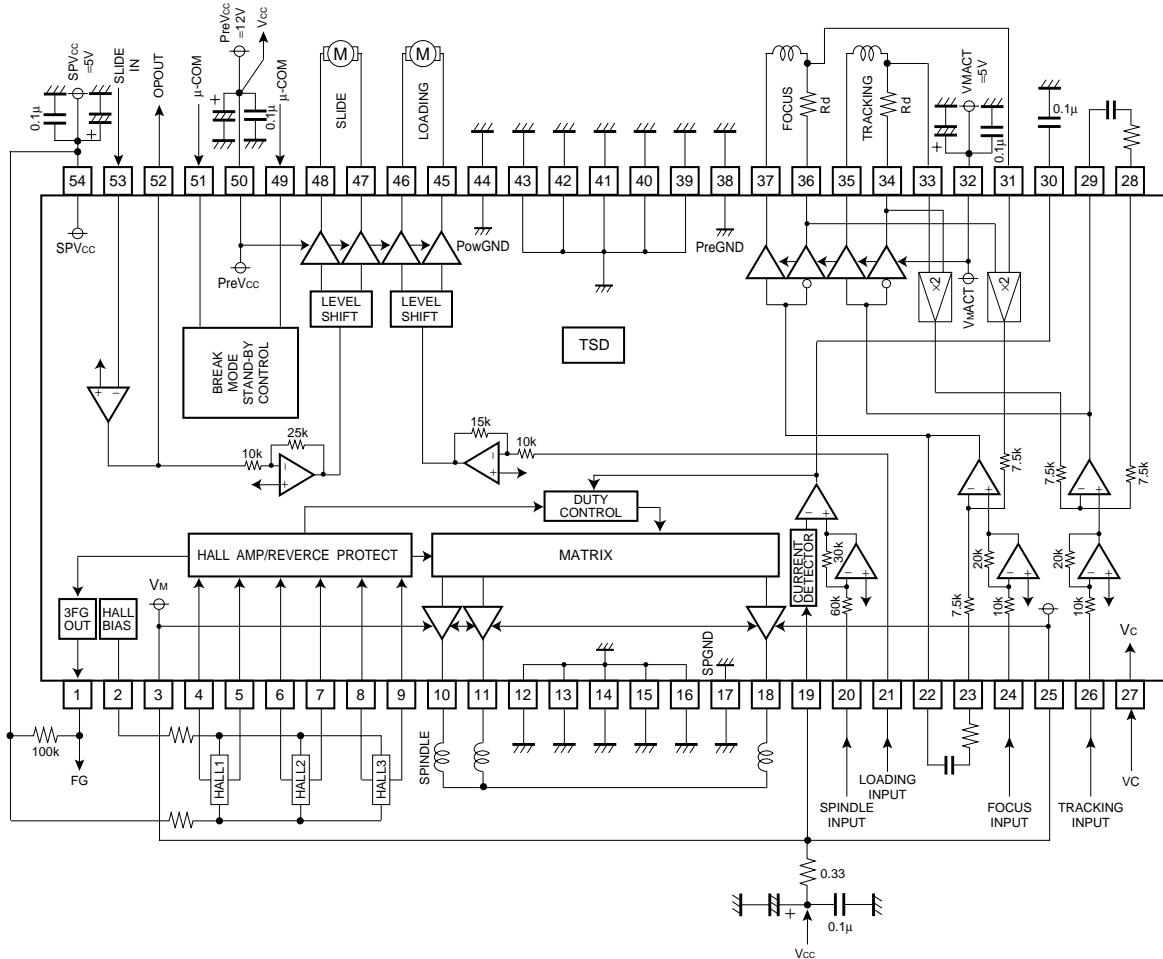 SPVcc
=5V
SLIDE
IN
OPOUT
μ-COM
PreVcc
=12V
Vcc
μ-COM
0.1μ
+
+
0.1μ
M
SLIDE
M
LOADING
FOCUS
Rd
TRACKING
Rd
VMACT
=5V
+
0.1μ
0.1μ
54
53
52
51
50
49
48
47
46
45
44
43
42
41
40
39
38
37
36
35
34
33
32
31
30
29
28
SPVcc
PreVcc
PowGND
PreGND
VMACT
×2
×2
LEVEL
SHIFT
LEVEL
SHIFT
BREAK
MODE
STAND-BY
CONTROL
TSD
+ −
10k
25k
−
+
15k
10k
−
+
7.5k
7.5k
7.5k
− +
− +
DUTY
CONTROL
− +
HALL AMP/REVERCE PROTECT
MATRIX
CURRENT
DETECTOR
30k
60k
− +
20k
10k
− +
20k
10k
− +
7.5k
VM
3FG
OUT
HALL
BIAS
SPGND
Vc
1
2
3
4
5
6
7
8
9
10
11
12
13
14
15
16
17
18
19
20
21
22
23
24
25
26
27
100k
FG
HALL1
HALL2
HALL3
SPINDLE
SPINDLE
INPUT
LOADING
INPUT
FOCUS
INPUT
TRACKING
INPUT
VC
0.33
+
0.1μ
Vcc